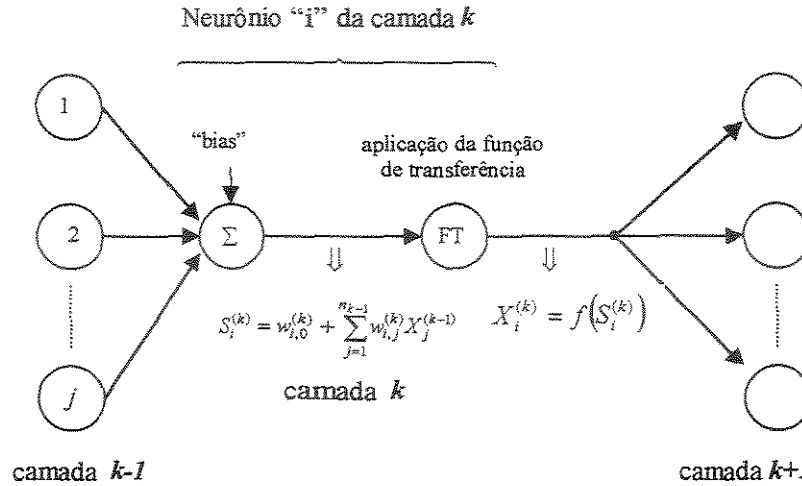 Neurônio “i” da camada k
1
“bias”
aplicação da função
de transferência
2
Σ
FT
⇓
⇓
S_i^{(k)} = w_{i,0}^{(k)} + \sum_{j=1}^{n_{k-1}} w_{i,j}^{(k)} X_j^{(k-1)}
X_i^{(k)} = f(S_i^{(k)})
camada k
j
camada k-1
camada k+